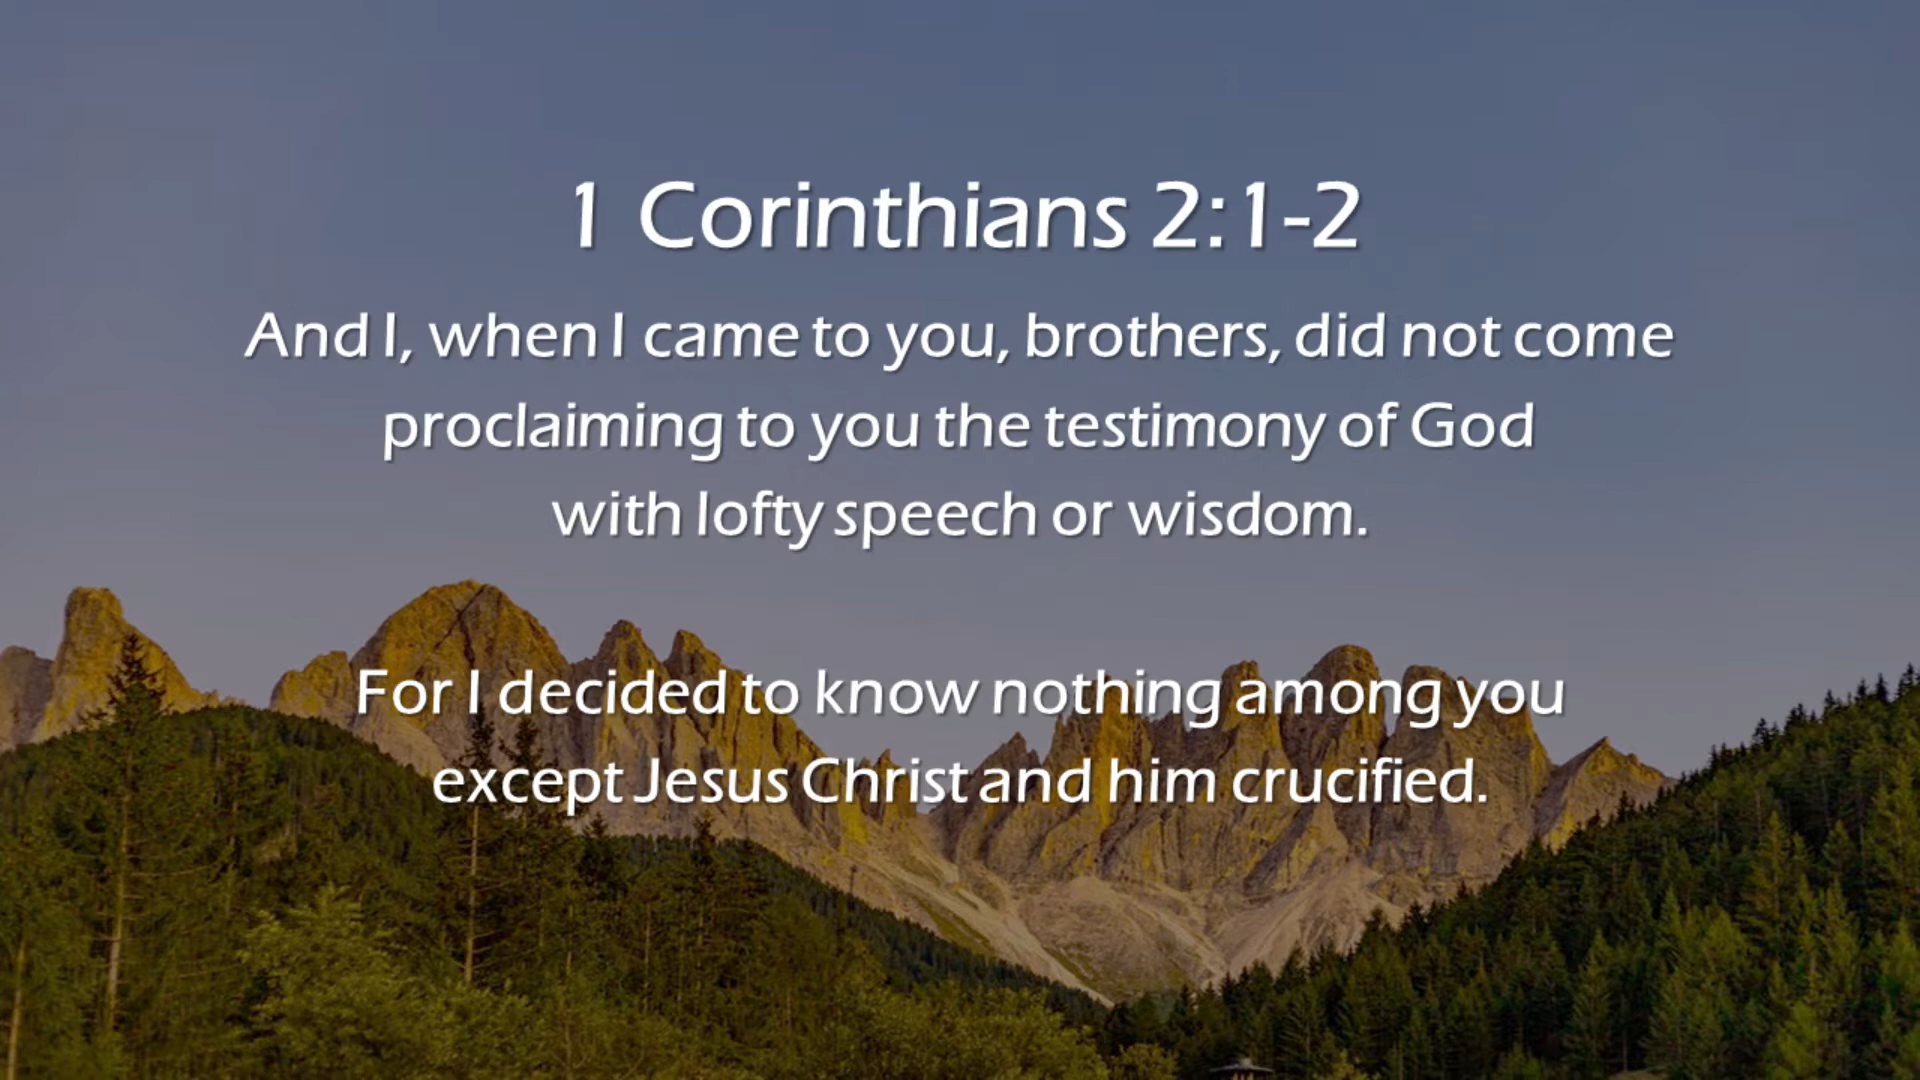 1 Corinthians 2:1-2
And I, when I came to you, brothers, did not come
proclaiming to you the testimony of God
with lofty speech or wisdom.
For I decided to know nothing among you
except Jesus Christ and him crucified.